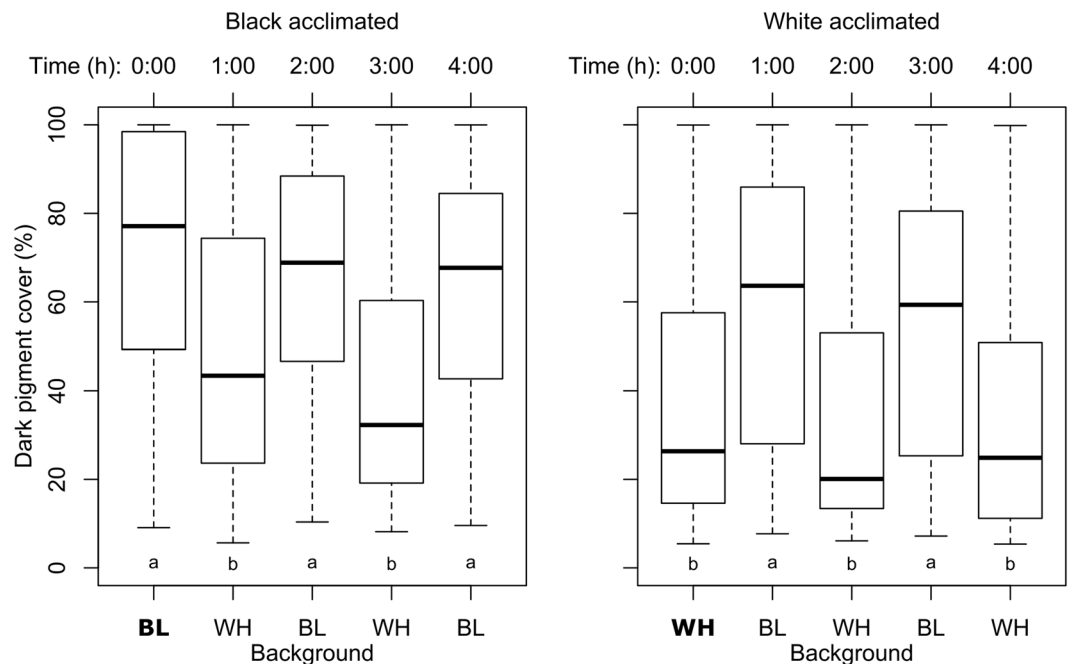 Black acclimated White acclimated
Time (h): 0:00 1:00 2:00 3:00 4:00 Time (h): 0:00 1:00 2:00 3:00 4:00
Dark pigment cover (%)
100
80
60
40
20
0
a b a b a b a b a b
BL WH BL WH BL WH BL WH BL WH
Background Background